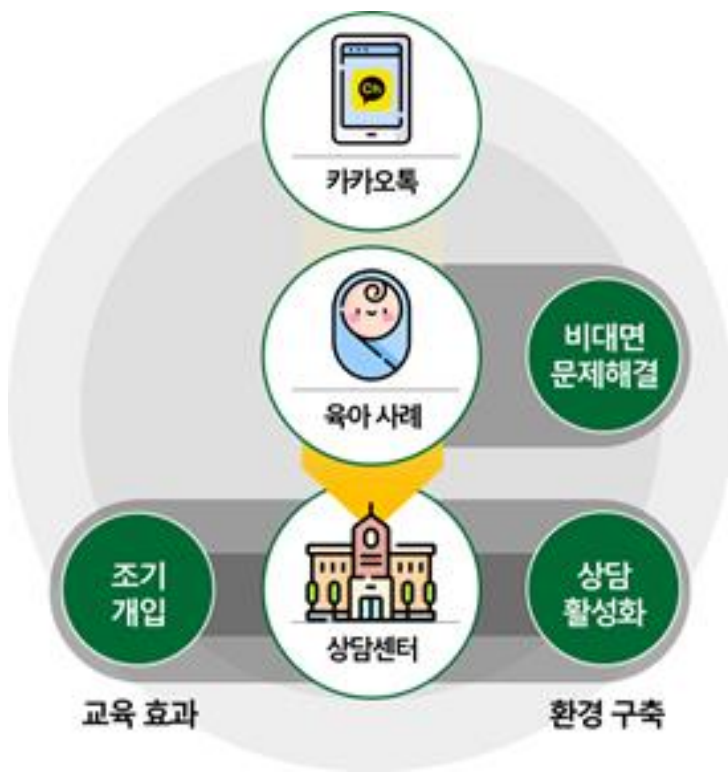 Ch
카카오톡
육아 사례
비대면
문제해결
조기
개입
상담센터
상담
활성화
교육 효과
환경 구축